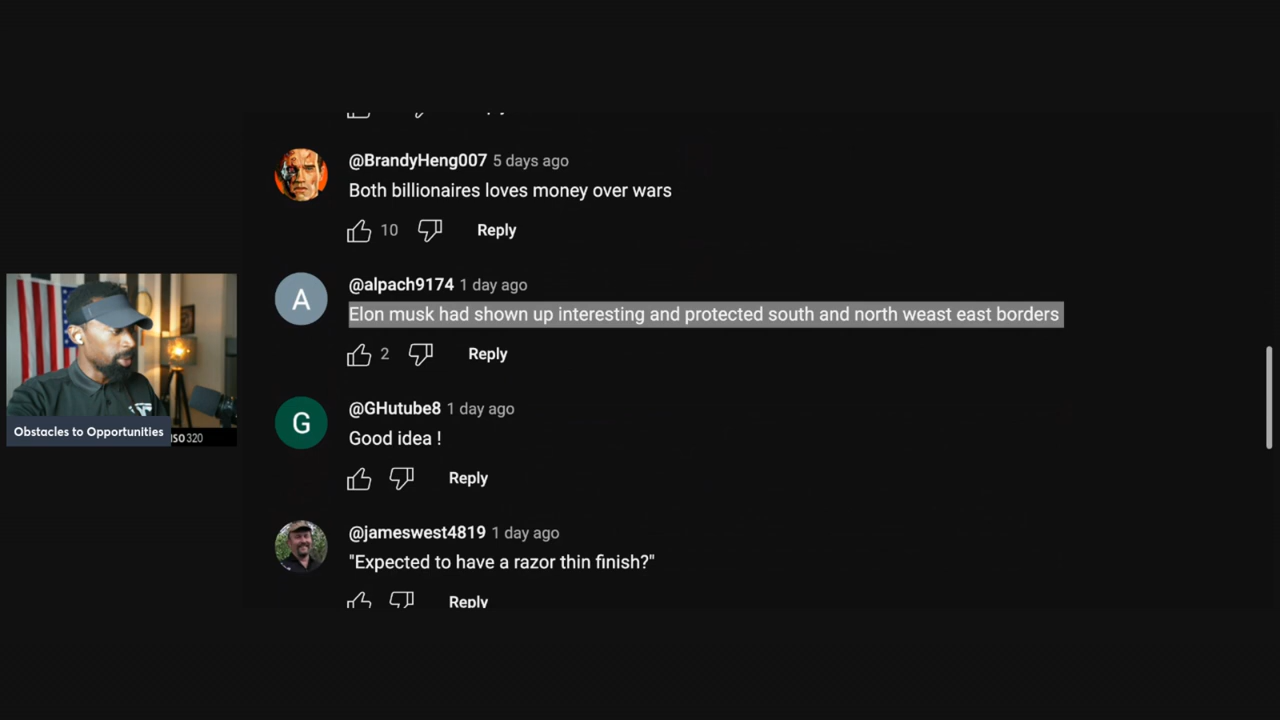 @BrandyHeng007 5 days ago
Both billionaires loves money over wars
10 Reply
@alpach9174 1 day ago
A
Elon musk had shown up interesting and protected south and north weast east borders
2 Reply
@GHutube8 1 day ago
G
Good idea !
Reply
@jameswest4819 1 day ago
"Expected to have a razor thin finish?"
Reply
Obstacles to Opportunities
ISO 320